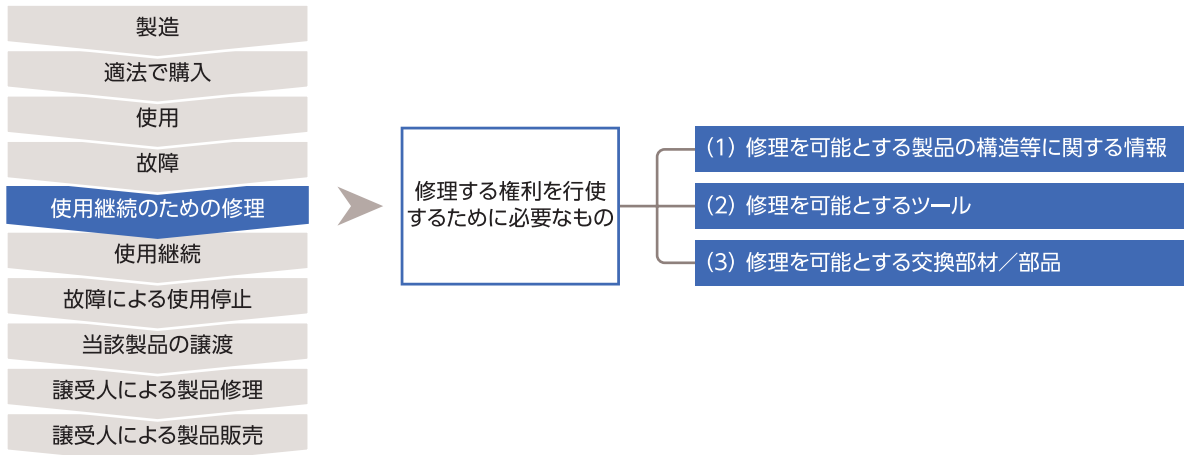 製造
適法で購入
使用
故障
使用継続のための修理
使用継続
故障による使用停止
当該製品の譲渡
譲受人による製品修理
譲受人による製品販売
修理する権利を行使
するために必要なもの
(1) 修理を可能とする製品の構造等に関する情報
(2) 修理を可能とするツール
(3) 修理を可能とする交換部材／部品